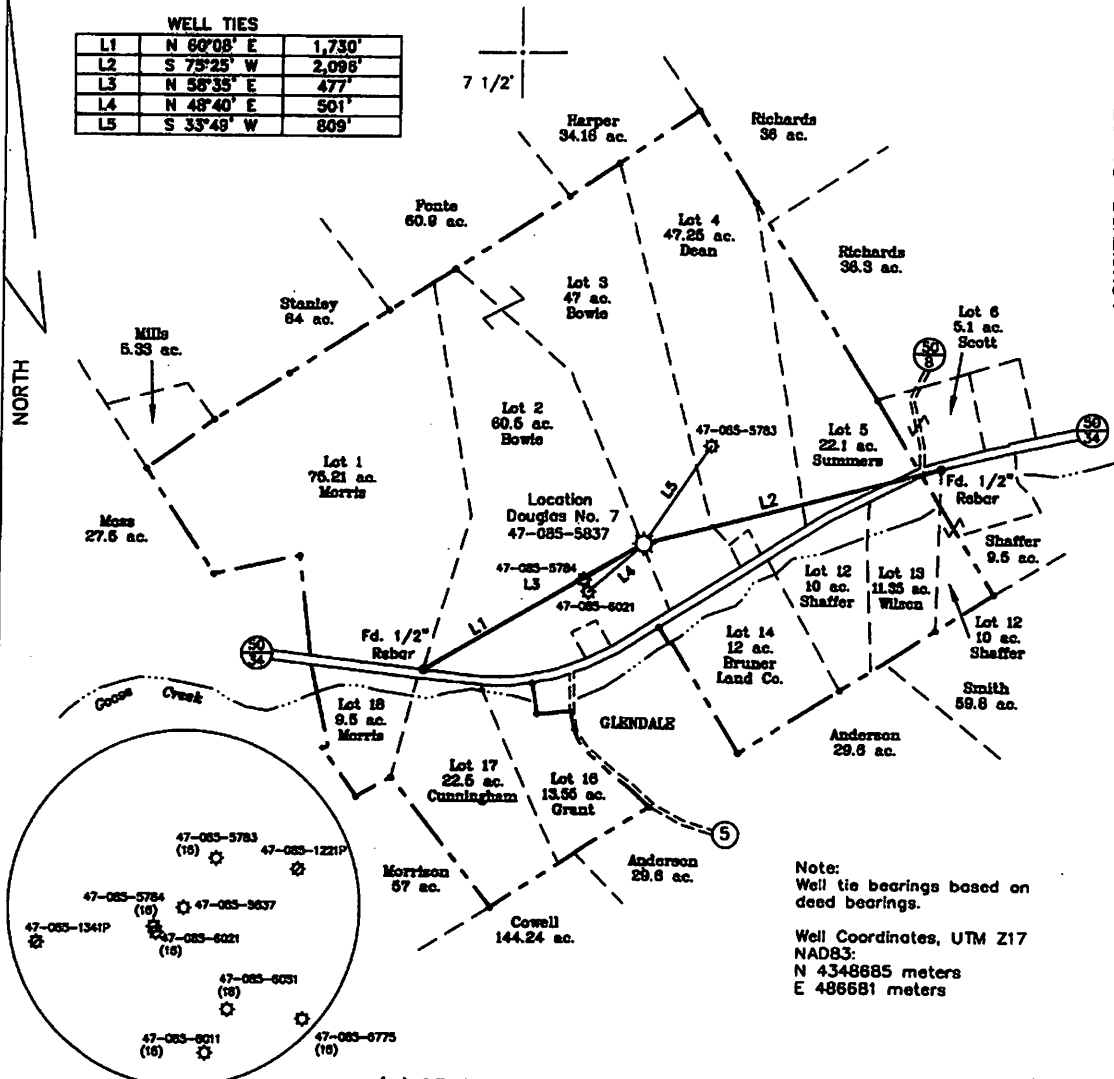 WELL TIES
L1 N 60°08' E 1,730'
L2 S 75°25' W 2,096'
L3 N 58°35' E 477'
L4 N 48°40' E 501'
L5 S 33°49' W 809'
7 1/2'
NORTH
Harper
34.16 ac.
Richards
36 ac.
Ponte
60.9 ac.
Lot 4
47.25 ac.
Dean
Richards
36.3 ac.
Lot 3
47 ac.
Bowie
Stanley
64 ac.
Mills
5.33 ac.
Lot 6
5.1 ac.
Scott
50
8
Lot 2
60.5 ac.
Bowie
47-085-5783
Lot 5
22.1 ac.
Summers
50
34
Lot 1
75.21 ac.
Morris
L5
L2
Fd. 1/2"
Rebar
Location
Douglas No. 7
47-085-5837
Moss
27.5 ac.
47-085-5784
L3
L4
47-085-6021
L1
Shaffer
9.5 ac.
Lot 12
10 ac.
Shaffer
Lot 13
11.35 ac.
Wilson
Lot 12
10 ac.
Shaffer
Fd. 1/2"
Rebar
50
34
Lot 14
12 ac.
Bruner
Land Co.
Goose Creek
Lot 18
9.5 ac.
Morris
GLENDALE
Smith
59.8 ac.
Anderson
29.6 ac.
Lot 17
22.5 ac.
Cunningham
Lot 16
13.55 ac.
Grant
5
Morrison
57 ac.
Anderson
29.6 ac.
Cowell
144.24 ac.
47-085-5783
(16)
47-085-1221P
47-085-5784
(16)
47-085-5837
47-085-1341P
47-085-6021
(16)
47-085-6031
(16)
47-085-6011
(16)
47-085-6775
(16)
Note:
Well tie bearings based on
deed bearings.
Well Coordinates, UTM Z17
NAD83:
N 4348685 meters
E 486681 meters